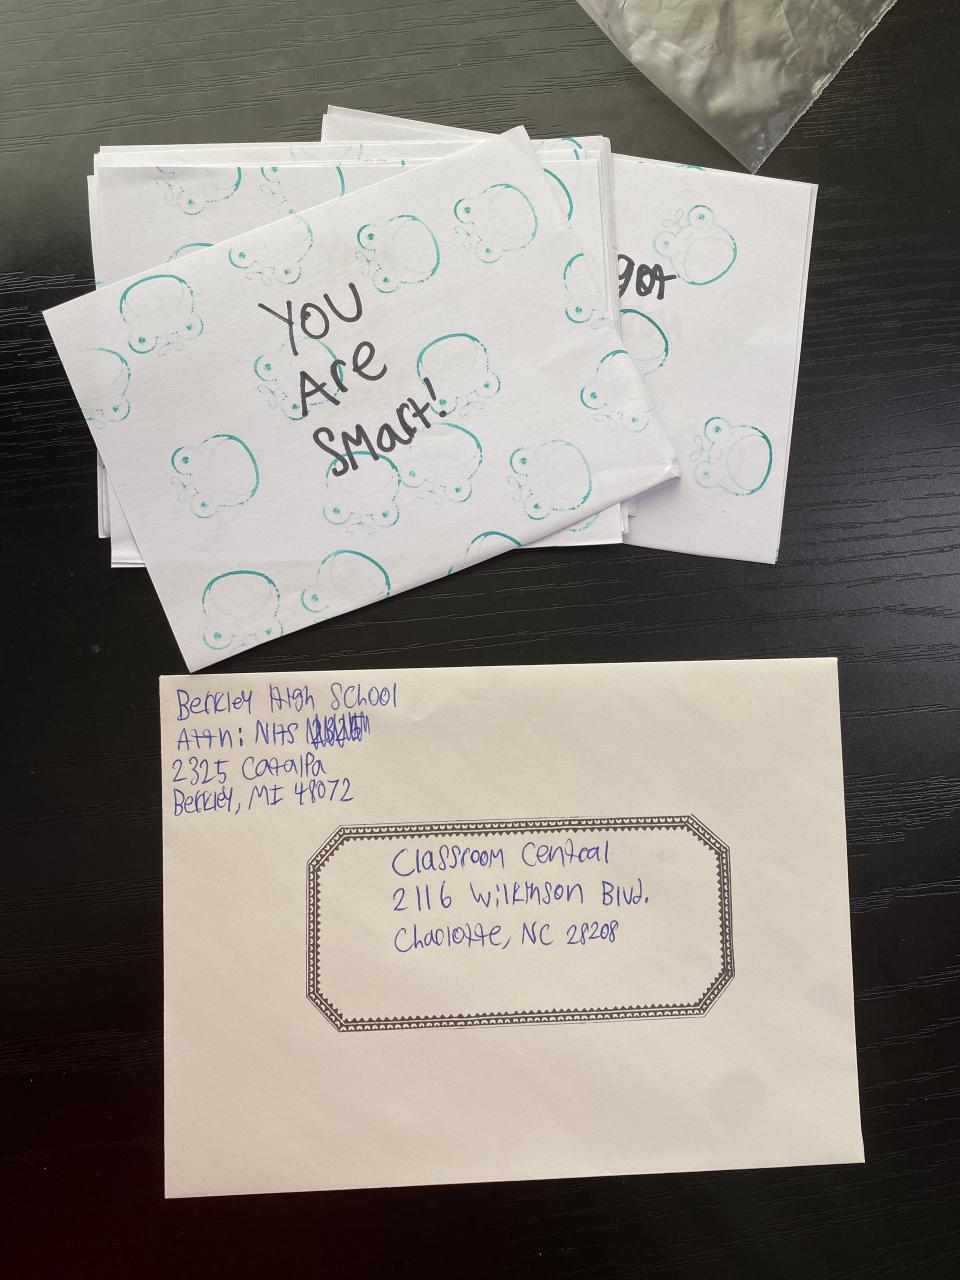 YOU
Are
SMart!
got
Berkley High School
Attn: NHS
2325 Catalpa
Berkley, MI 48072
Classroom Central
2116 Wilkinson Blvd.
Charlotte, NC 28208